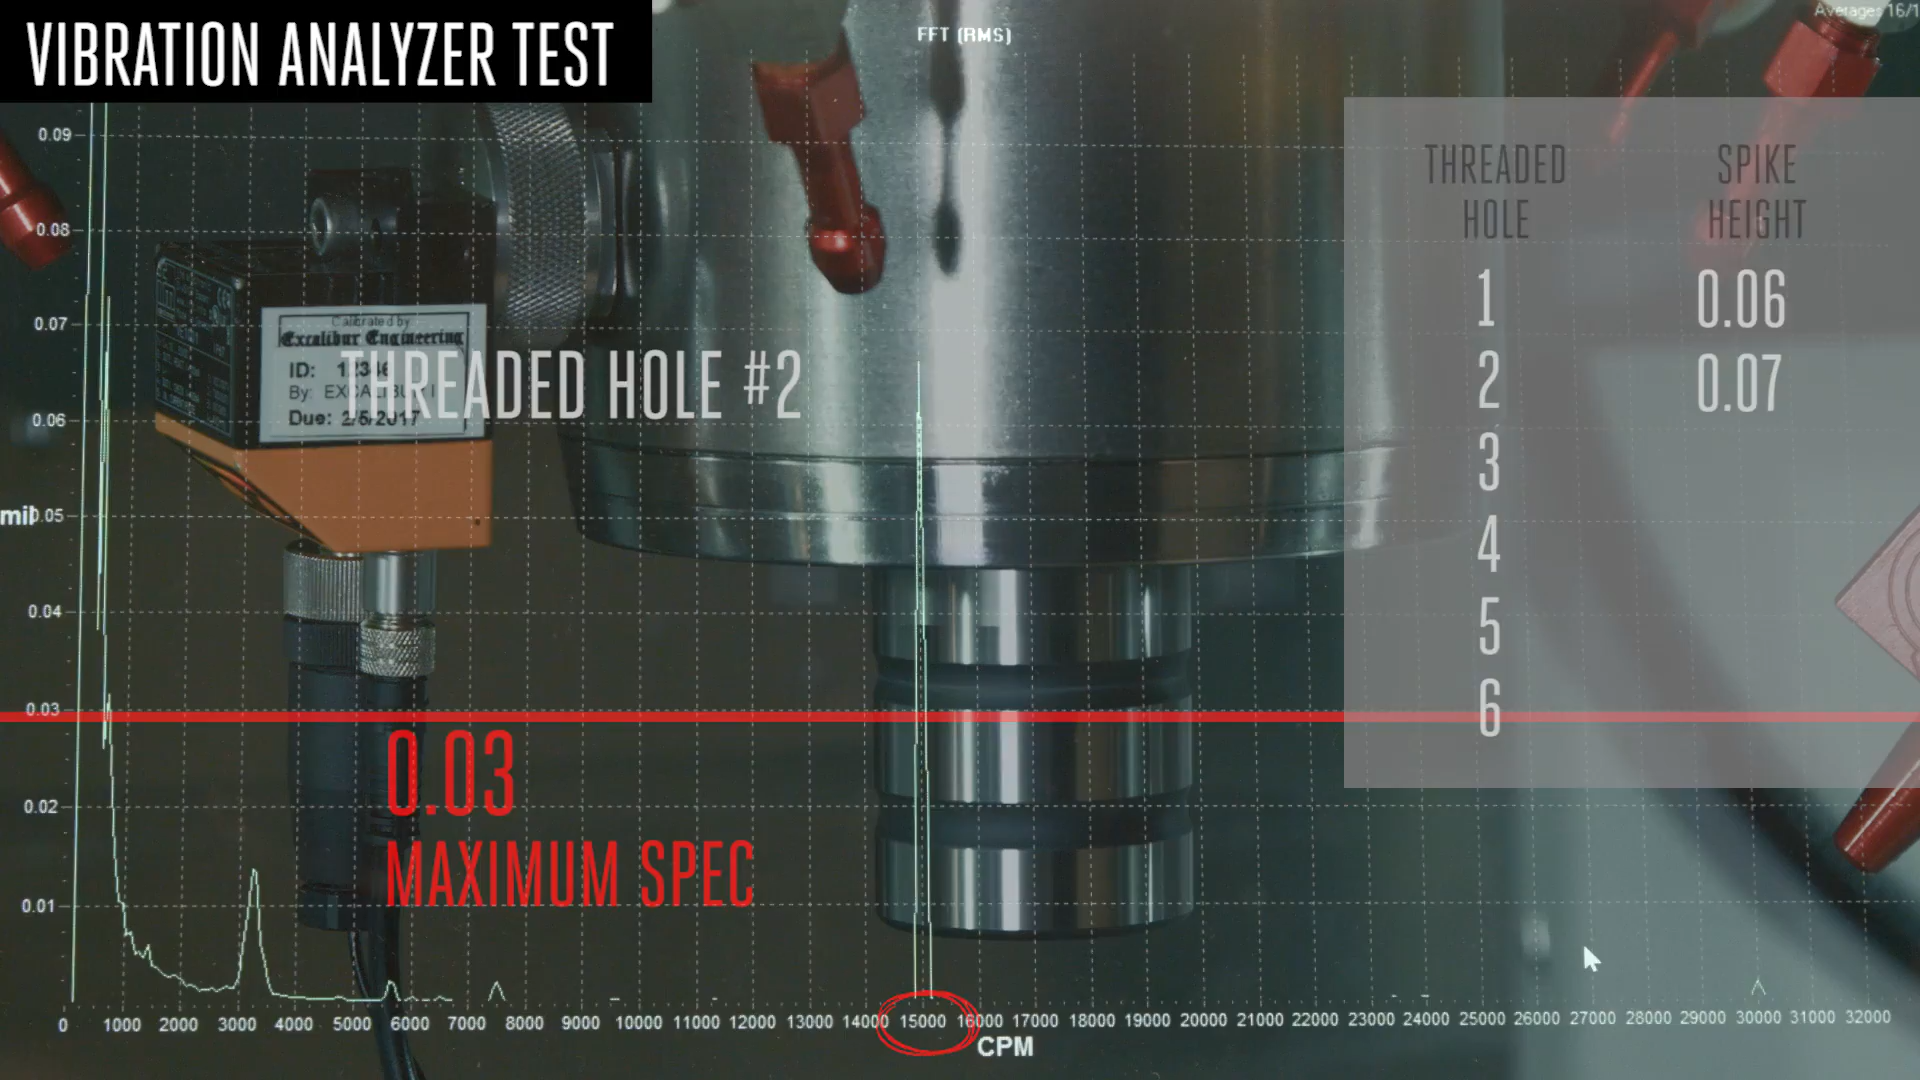 VIBRATION ANALYZER TEST
FFT (RMS)
Averages 16/1
THREADED HOLE
SPIKE HEIGHT
1 0.06
2 0.07
3
4
5
6
Calibrated by
Excalibur Engineering
ID: 12346
By: EXCALIBUR
Due: 2/5/2017
THREADED HOLE #2
0.03
MAXIMUM SPEC
mil
0.09
0.08
0.07
0.06
0.05
0.04
0.03
0.02
0.01
0 1000 2000 3000 4000 5000 6000 7000 8000 9000 10000 11000 12000 13000 14000 15000 16000 17000 18000 19000 20000 21000 22000 23000 24000 25000 26000 27000 28000 29000 30000 31000 32000
CPM